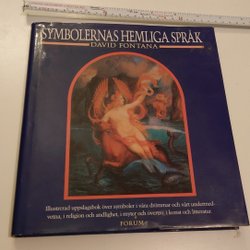 SYMBOLERNAS HEMLIGA SPRÅK
DAVID FONTANA
Illustrerad uppslagsbok över symboler i våra drömmar och vårt undermed-
vetna, i religion och andlighet, i myter och äventyr, i konst och litteratur.
FORUM